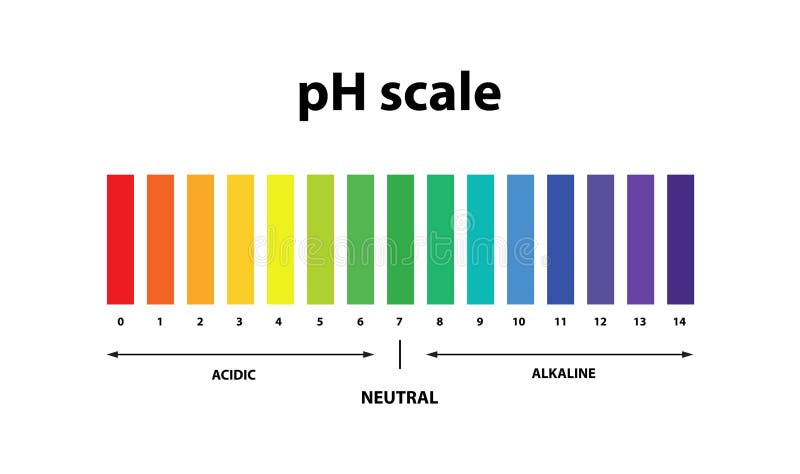 pH scale
dreamstime
0 1 2 3 4 5 6 7 8 9 10 11 12 13 14
ACIDIC ALKALINE
NEUTRAL